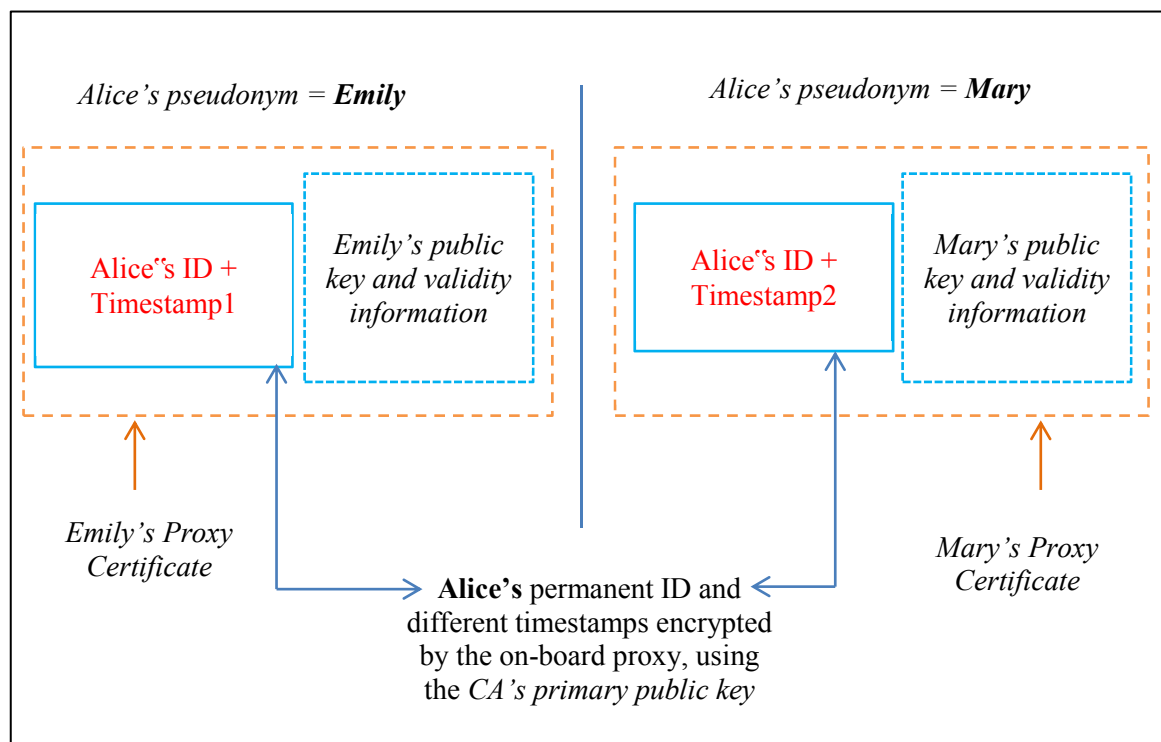 Alice’s pseudonym = Emily
Alice’s ID +
Timestamp1
Emily’s public
key and validity
information
Emily’s Proxy
Certificate
Alice’s pseudonym = Mary
Alice‟s ID +
Timestamp2
Mary’s public
key and validity
information
Mary’s Proxy
Certificate
Alice’s permanent ID and
different timestamps encrypted
by the on-board proxy, using
the CA’s primary public key